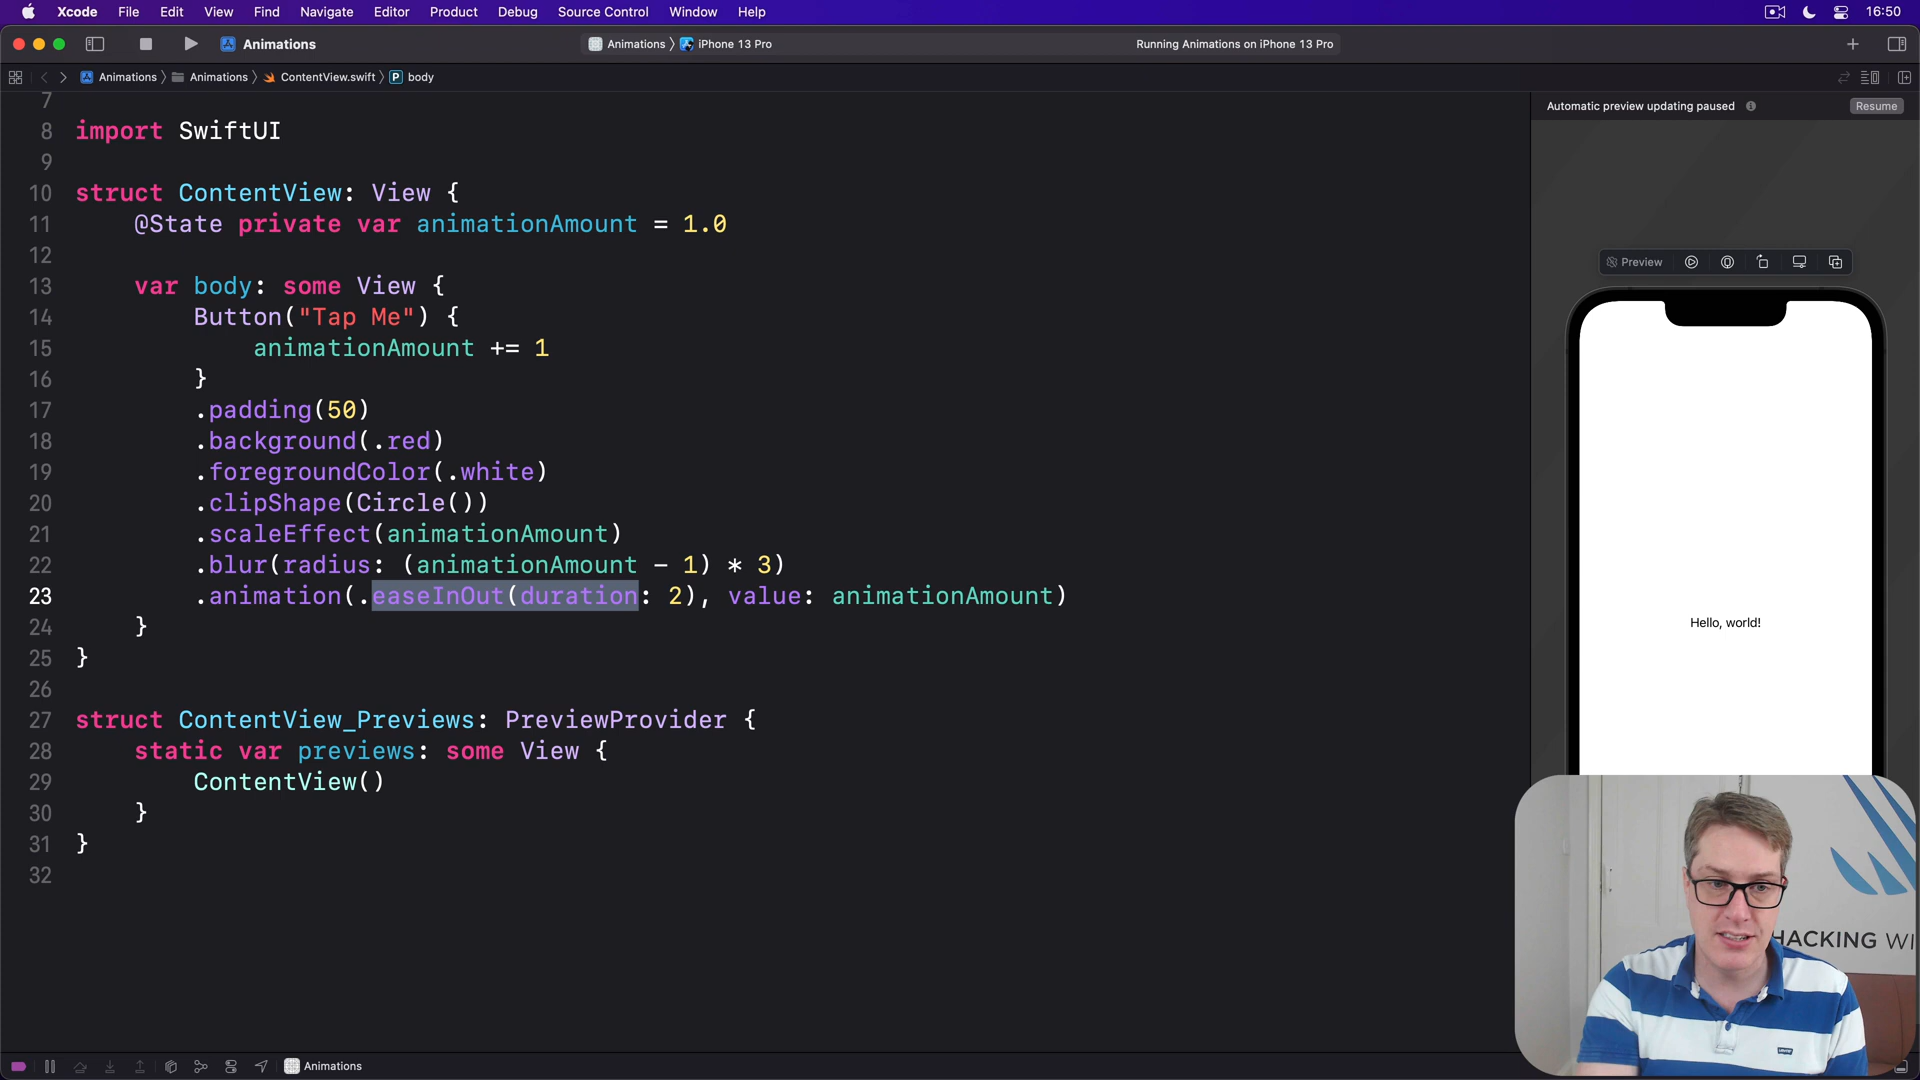 Xcode File Edit View Find Navigate Editor Product Debug Source Control Window Help 16:50
Animations Animations 〉 iPhone 13 Pro Running Animations on iPhone 13 Pro
Animations 〉 Animations 〉 ContentView.swift 〉 P body
Automatic preview updating paused Resume
7
8 import SwiftUI
9
10 struct ContentView: View {
11 @State private var animationAmount = 1.0
12
13 var body: some View {
14 Button("Tap Me") {
15 animationAmount += 1
16 }
17 .padding(50)
18 .background(.red)
19 .foregroundColor(.white)
20 .clipShape(Circle())
21 .scaleEffect(animationAmount)
22 .blur(radius: (animationAmount - 1) * 3)
23 .animation(.easeInOut(duration: 2), value: animationAmount)
24 }
25 }
26
27 struct ContentView_Previews: PreviewProvider {
28 static var previews: some View {
29 ContentView()
30 }
31 }
32
Preview
Hello, world!
HACKING WI
Animations